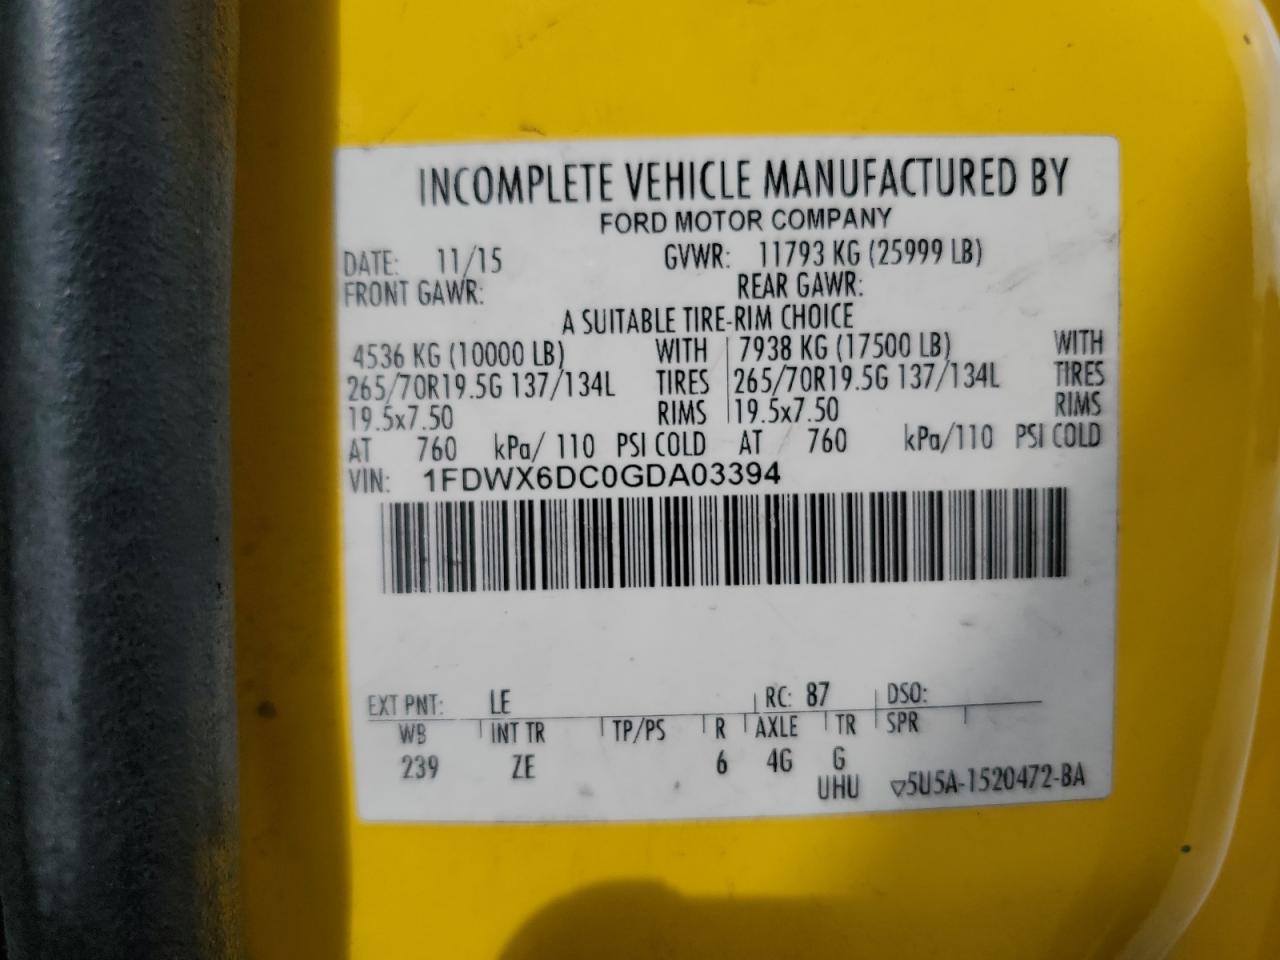 INCOMPLETE VEHICLE MANUFACTURED BY
FORD MOTOR COMPANY
DATE: 11/15 GVWR: 11793 KG (25999 LB)
FRONT GAWR: REAR GAWR:
A SUITABLE TIRE-RIM CHOICE
4536 KG (10000 LB) WITH 7938 KG (17500 LB) WITH
265/70R19.5G 137/134L TIRES 265/70R19.5G 137/134L TIRES
19.5x7.50 RIMS 19.5x7.50 RIMS
AT 760 kPa/ 110 PSI COLD AT 760 kPa/110 PSI COLD
VIN: 1FDWX6DC0GDA03394
EXT PNT: LE RC: 87 DSO:
WB INT TR TP/PS R AXLE TR SPR
239 ZE 6 4G G
UHU ▽5U5A-1520472-BA